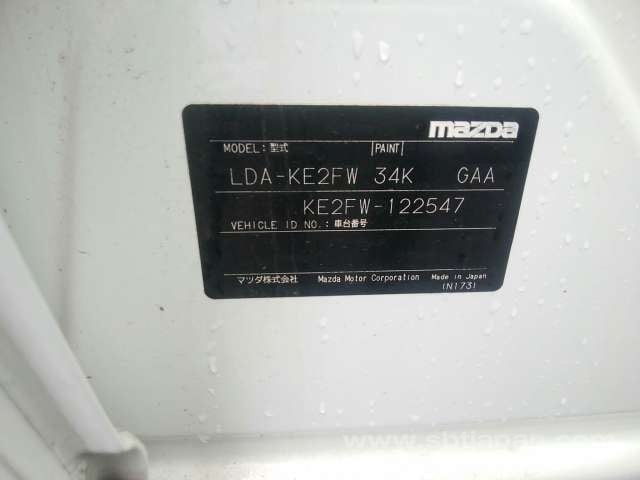 mazda
MODEL: 型式 PAINT
LDA-KE2FW 34K GAA
KE2FW-122547
VEHICLE ID NO.: 車台番号
マツダ株式会社 Mazda Motor Corporation Made in Japan
(N173)
www.sbtjapan.com